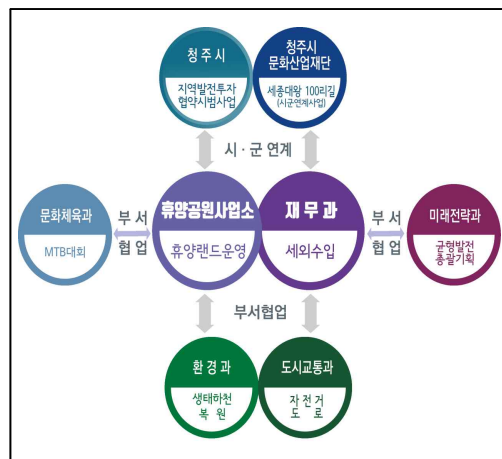 청 주 시
지역발전투자
협약시범사업
청주시
문화산업재단
세종대왕 100리길
(시군연계사업)
시 · 군 연계
문화체육과
MTB대회
부 서
협 업
휴양공원사업소
휴양랜드운영
재 무 과
세외수입
부 서
협 업
미래전략과
균형발전
총괄기획
부서협업
환 경 과
생태하천
복 원
도시교통과
자 전 거
도 로